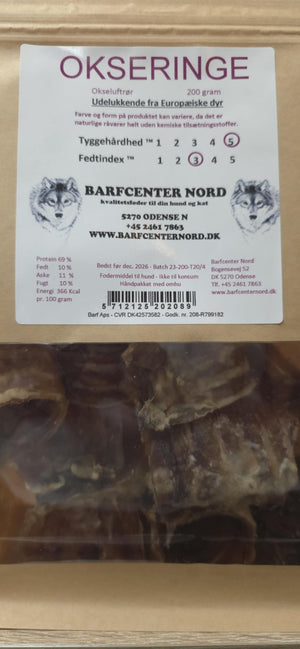 OKSERINGE
Okseluftrør 200 gram
Udelukkende fra Europæiske dyr
Farve og form på produktet kan variere, da det er
naturlige råvarer helt uden kemiske tilsætningsstoffer.
Tyggehårdhed ™ 1 2 3 4 5
Fedtindex ™ 1 2 3 4 5
BARFCENTER NORD
kvalitetsfoder til din hund og kat
5270 ODENSE N
+45 2461 7863
WWW.BARFCENTERNORD.DK
Protein 69 %
Fedt 10 %
Aske 11 %
Fugt 10 %
Energi 366 Kcal
pr. 100 gram
Bedst før dec. 2026 - Batch 23-200-T20/4
Fodermiddel til hund - Ikke til konsum
Håndpakket med omhu
5 712125 202089
Barf Aps - CVR DK42573582 - Godk. nr. 208-R799182
Barfcenter Nord
Bogensevej 52
DK 5270 Odense
Tlf. +45 2461 7863
www.barfcenternord.dk